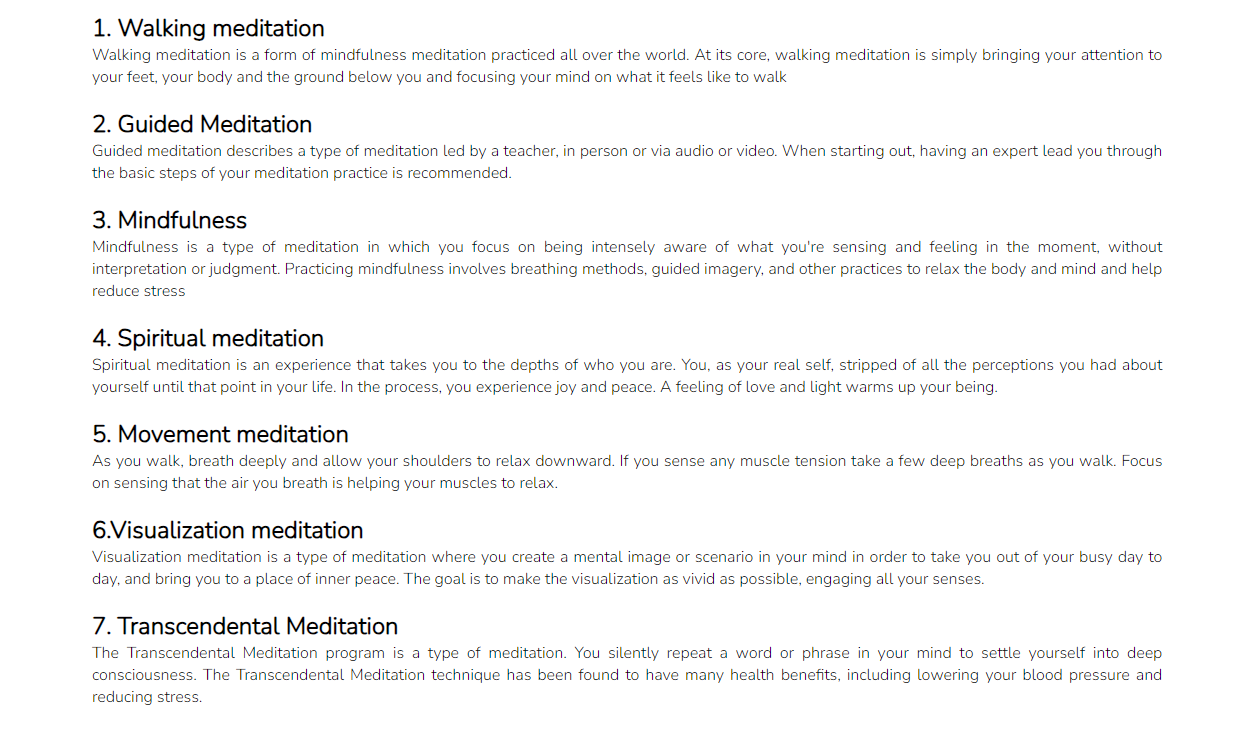 1. Walking meditation
Walking meditation is a form of mindfulness meditation practiced all over the world. At its core, walking meditation is simply bringing your attention to
your feet, your body and the ground below you and focusing your mind on what it feels like to walk
2. Guided Meditation
Guided meditation describes a type of meditation led by a teacher, in person or via audio or video. When starting out, having an expert lead you through
the basic steps of your meditation practice is recommended.
3. Mindfulness
Mindfulness is a type of meditation in which you focus on being intensely aware of what you're sensing and feeling in the moment, without
interpretation or judgment. Practicing mindfulness involves breathing methods, guided imagery, and other practices to relax the body and mind and help
reduce stress
4. Spiritual meditation
Spiritual meditation is an experience that takes you to the depths of who you are. You, as your real self, stripped of all the perceptions you had about
yourself until that point in your life. In the process, you experience joy and peace. A feeling of love and light warms up your being.
5. Movement meditation
As you walk, breath deeply and allow your shoulders to relax downward. If you sense any muscle tension take a few deep breaths as you walk. Focus
on sensing that the air you breath is helping your muscles to relax.
6.Visualization meditation
Visualization meditation is a type of meditation where you create a mental image or scenario in your mind in order to take you out of your busy day to
day, and bring you to a place of inner peace. The goal is to make the visualization as vivid as possible, engaging all your senses.
7. Transcendental Meditation
The Transcendental Meditation program is a type of meditation. You silently repeat a word or phrase in your mind to settle yourself into deep
consciousness. The Transcendental Meditation technique has been found to have many health benefits, including lowering your blood pressure and
reducing stress.